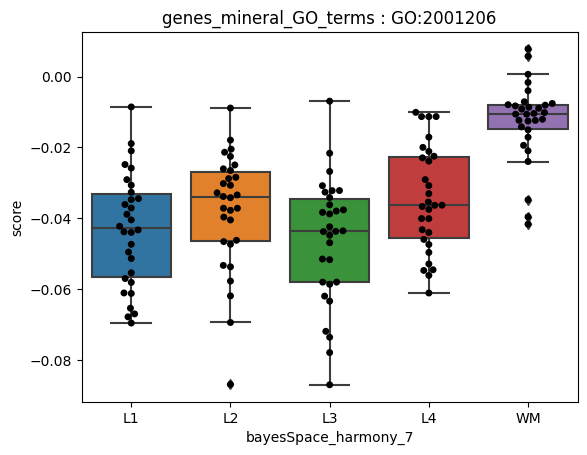 genes_mineral_GO_terms : GO:2001206
0.00
−0.02
−0.04
−0.06
−0.08
score
L1 L2 L3 L4 WM
bayesSpace_harmony_7